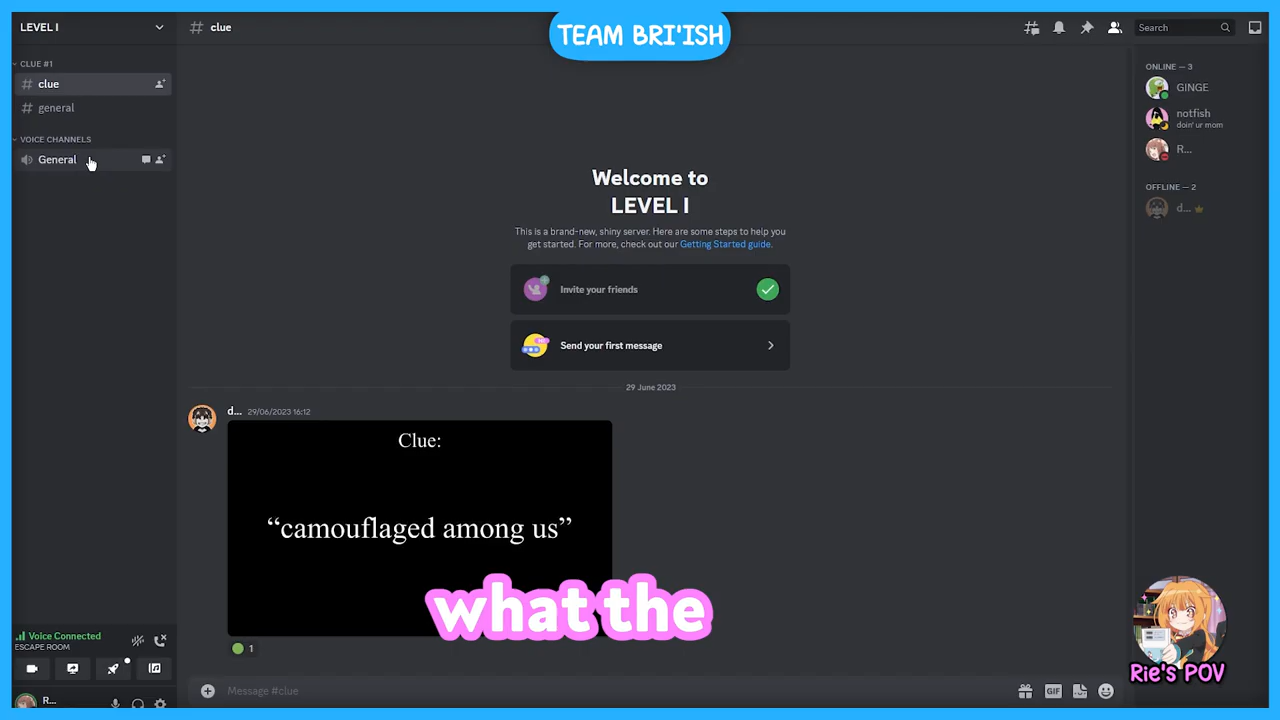 LEVEL I
# clue
TEAM BRI'ISH
Search
CLUE #1
# clue
# general
VOICE CHANNELS
General
Welcome to
LEVEL I
This is a brand-new, shiny server. Here are some steps to help you
get started. For more, check out our Getting Started guide.
Invite your friends
Send your first message
29 June 2023
d... 29/06/2023 16:12
Clue:
“camouflaged among us”
what the
1
Message #clue
GIF
Voice Connected
ESCAPE ROOM
R...
ONLINE — 3
GINGE
notfish
doin' ur mom
R...
OFFLINE — 2
d...
Rie's POV